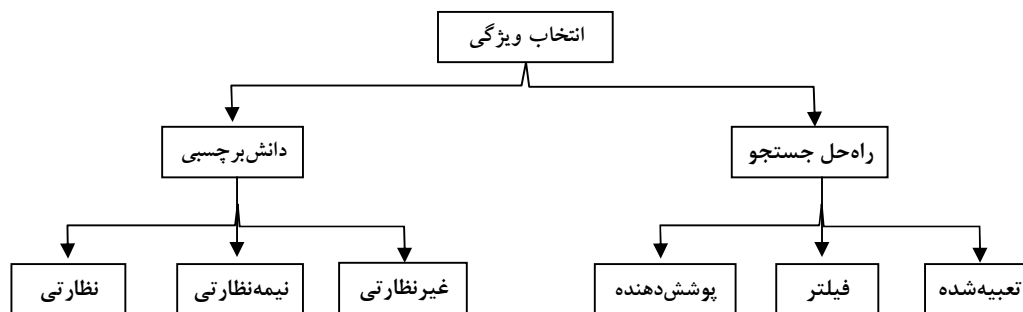 انتخاب ویژگی
راه‌حل جستجو
دانش‌برچسبی
تعبیه‌شده
فیلتر
پوشش‌دهنده
غیرنظارتی
نیمه‌نظارتی
نظارتی